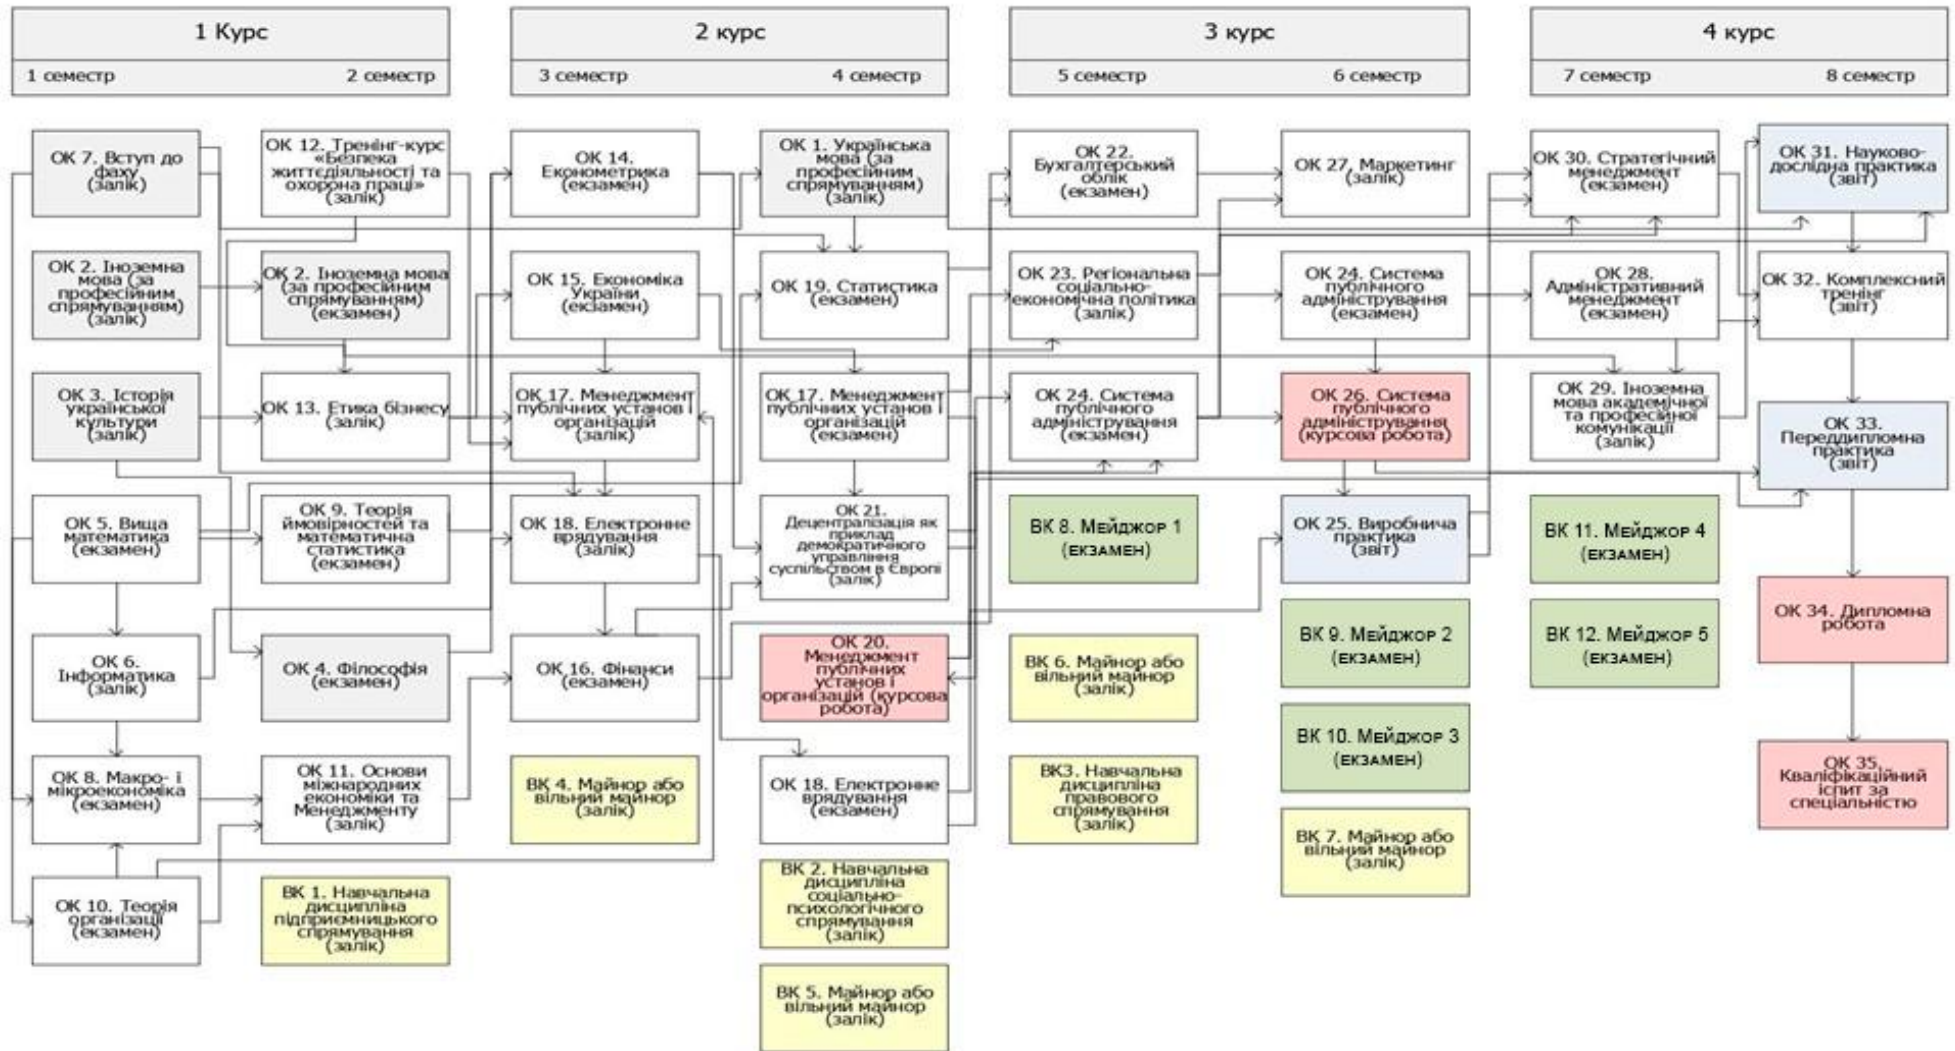 1 Курс
1 семестр
2 семестр
2 курс
3 семестр
4 семестр
3 курс
5 семестр
6 семестр
4 курс
7 семестр
8 семестр
ОК 7. Вступ до
фаху
(залік)
ОК 2. Іноземна
мова (за
професійним
спрямуванням)
(залік)
ОК 3. Історія
української
культури
(залік)
ОК 5. Вища
математика
(екзамен)
ОК 6.
Інформатика
(залік)
ОК 8. Макро- і
мікроекономіка
(екзамен)
ОК 10. Теорія
організації
(екзамен)
ОК 12. Тренінг-курс
«Безпека
життєдіяльності та
охорона праці»
(залік)
ОК 2. Іноземна мова
(за професійним
спрямуванням)
(екзамен)
ОК 13. Етика бізнесу
(залік)
ОК 9. Теорія
ймовірностей та
математична
статистика
(екзамен)
ОК 4. Філософія
(екзамен)
ОК 11. Основи
міжнародних
економіки та
Менеджменту
(залік)
ВК 1. Навчальна
дисципліна
підприємницького
спрямування
(залік)
ОК 14.
Економетрика
(екзамен)
ОК 15. Економіка
України
(екзамен)
ОК 17. Менеджмент
публічних установ і
організацій
(залік)
ОК 18. Електронне
врядування
(залік)
ОК 16. Фінанси
(екзамен)
ВК 4. Майнор або
вільний майнор
(залік)
ОК 1. Українська
мова (за
професійним
спрямуванням)
(залік)
ОК 19. Статистика
(екзамен)
ОК 17. Менеджмент
публічних установ і
організацій
(екзамен)
ОК 21.
Децентралізація як
приклад
демократичного
управління
суспільством в Європі
(залік)
ОК 20.
Менеджмент
публічних
установ і
організацій (курсова
робота)
ОК 18. Електронне
врядування
(екзамен)
ВК 2. Навчальна
дисципліна
соціально-
психологічного
спрямування
(залік)
ВК 5. Майнор або
вільний майнор
(залік)
ОК 22.
Бухгалтерський
облік
(екзамен)
ОК 23. Регіональна
соціально-
економічна політика
(залік)
ОК 24. Система
публічного
адміністрування
(екзамен)
ВК 8. Мейджор 1
(екзамен)
ВК 6. Майнор або
вільний майнор
(залік)
ВК3. Навчальна
дисципліна
правового
спрямування
(залік)
ОК 27. Маркетинг
(залік)
ОК 24. Система
публічного
адміністрування
(екзамен)
ОК 26. Система
публічного
адміністрування
(курсова робота)
ОК 25. Виробнича
практика
(звіт)
ВК 9. Мейджор 2
(екзамен)
ВК 10. Мейджор 3
(екзамен)
ВК 7. Майнор або
вільний майнор
(залік)
ОК 30. Стратегічний
менеджмент
(екзамен)
ОК 28.
Адміністративний
менеджмент
(екзамен)
ОК 29. Іноземна
мова академічної
та професійної
комунікації
(залік)
ВК 11. Мейджор 4
(екзамен)
ВК 12. Мейджор 5
(екзамен)
ОК 31. Науково-
дослідна практика
(звіт)
ОК 32. Комплексний
тренінг
(звіт)
ОК 33.
Переддипломна
практика
(звіт)
ОК 34. Дипломна
робота
ОК 35.
Кваліфікаційний
іспит за
спеціальністю